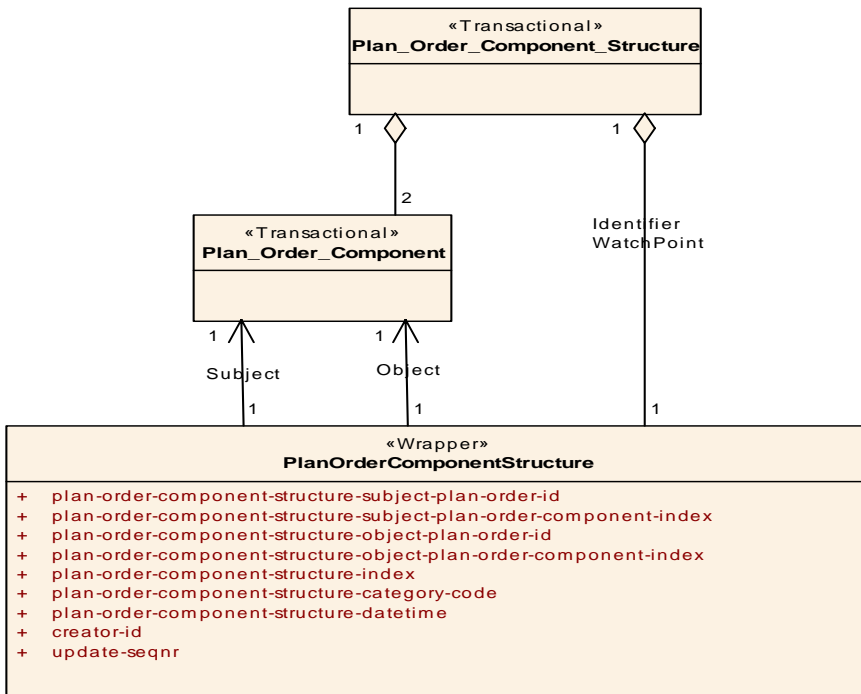 «Transactional»
Plan_Order_Component_Structure
1
1
2
«Transactional»
Plan_Order_Component
Identifier
WatchPoint
1
1
Subject
Object
1
1
1
«Wrapper»
PlanOrderComponentStructure
+ plan-order-component-structure-subject-plan-order-id
+ plan-order-component-structure-subject-plan-order-component-index
+ plan-order-component-structure-object-plan-order-id
+ plan-order-component-structure-object-plan-order-component-index
+ plan-order-component-structure-index
+ plan-order-component-structure-category-code
+ plan-order-component-structure-datetime
+ creator-id
+ update-seqnr